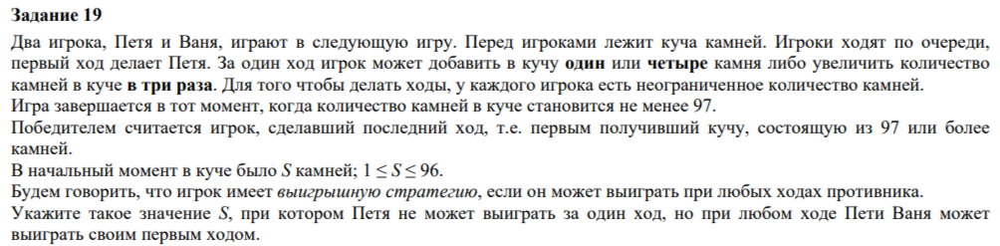 Задание 19
Два игрока, Петя и Ваня, играют в следующую игру. Перед игроками лежит куча камней. Игроки ходят по очереди,
первый ход делает Петя. За один ход игрок может добавить в кучу один или четыре камня либо увеличить количество
камней в куче в три раза. Для того чтобы делать ходы, у каждого игрока есть неограниченное количество камней.
Игра завершается в тот момент, когда количество камней в куче становится не менее 97.
Победителем считается игрок, сделавший последний ход, т.е. первым получивший кучу, состоящую из 97 или более
камней.
В начальный момент в куче было S камней; 1 ≤ S ≤ 96.
Будем говорить, что игрок имеет выигрышную стратегию, если он может выиграть при любых ходах противника.
Укажите такое значение S, при котором Петя не может выиграть за один ход, но при любом ходе Пети Ваня может
выиграть своим первым ходом.